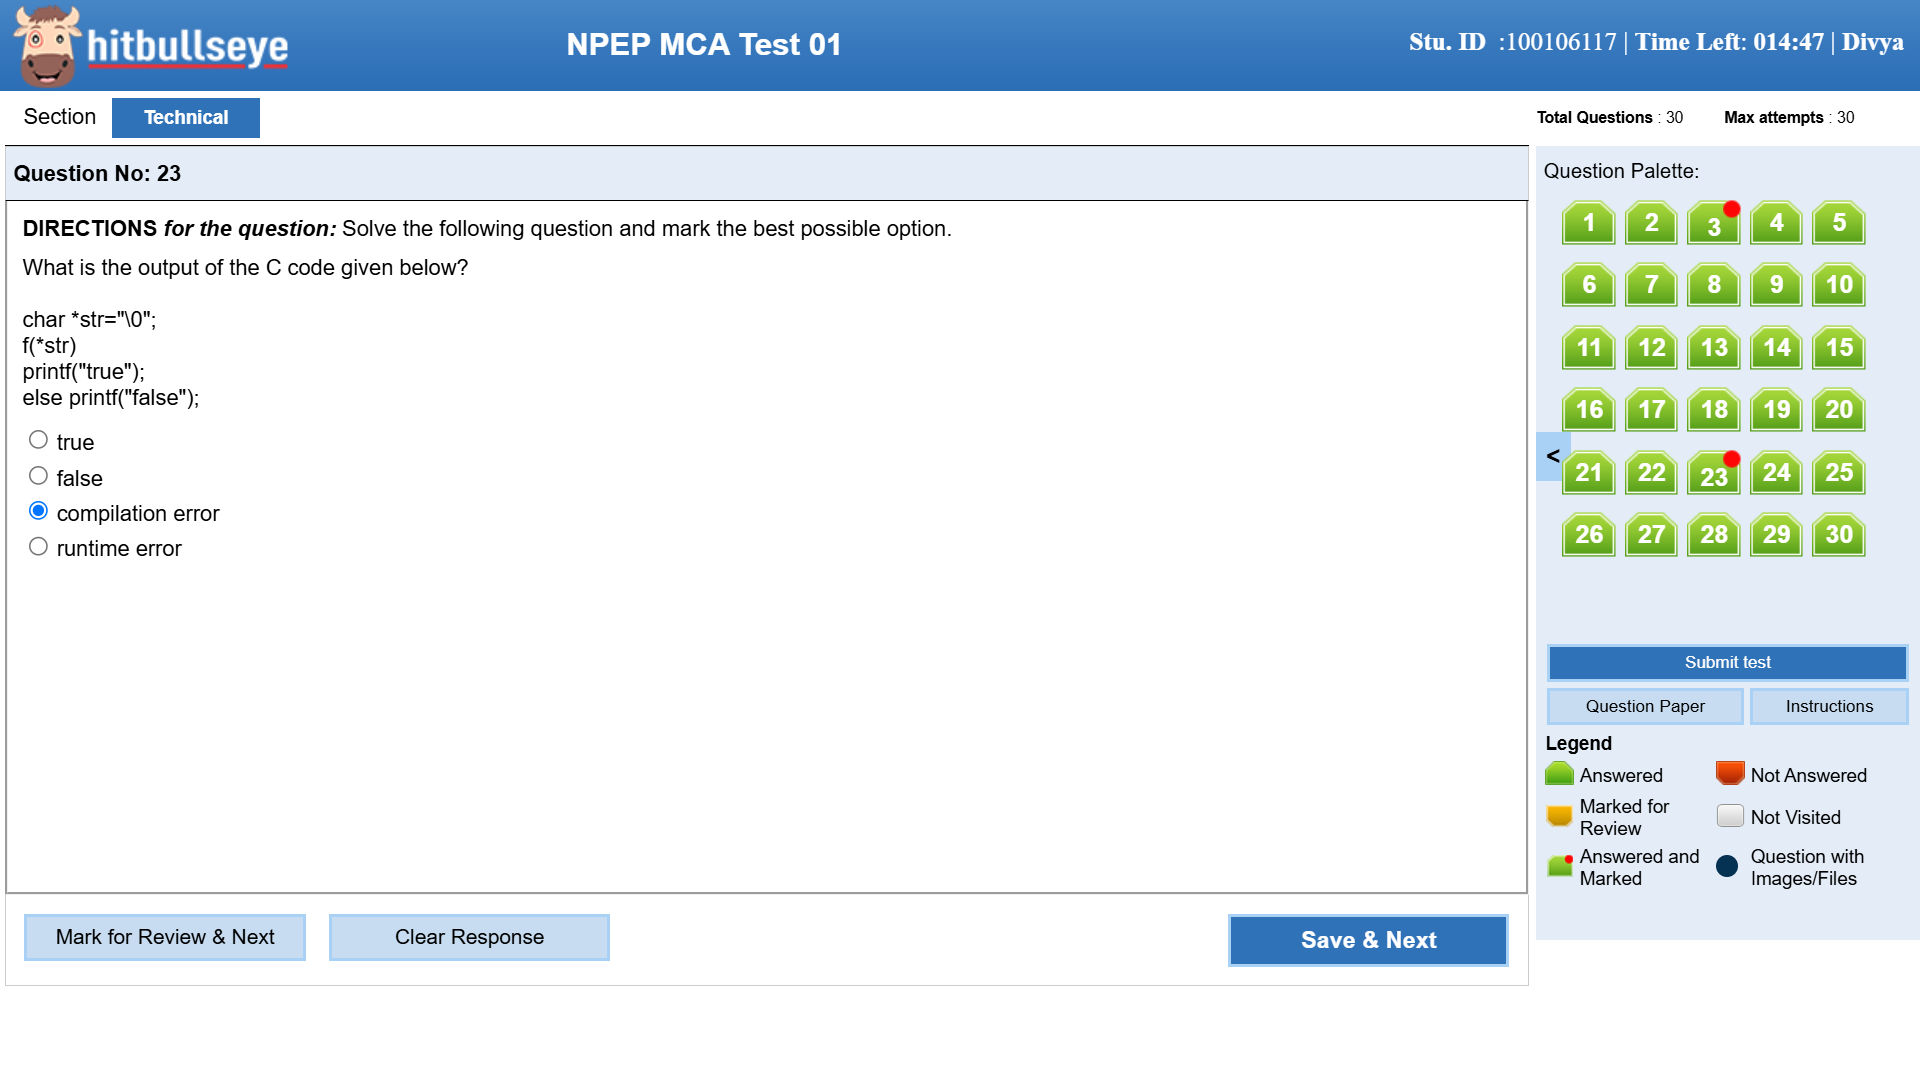 hitbullseye
NPEP MCA Test 01
Stu. ID :100106117 | Time Left: 014:47 | Divya
Section
Technical
Total Questions : 30
Max attempts : 30
Question No: 23
DIRECTIONS for the question: Solve the following question and mark the best possible option.
What is the output of the C code given below?
char *str="\0";
f(*str)
printf("true");
else printf("false");
true
false
compilation error
runtime error
Mark for Review & Next
Clear Response
Save & Next
Question Palette:
1 2 3 4 5
6 7 8 9 10
11 12 13 14 15
16 17 18 19 20
<
21 22 23 24 25
26 27 28 29 30
Submit test
Question Paper
Instructions
Legend
Answered
Not Answered
Marked for
Review
Not Visited
Answered and
Marked
Question with
Images/Files